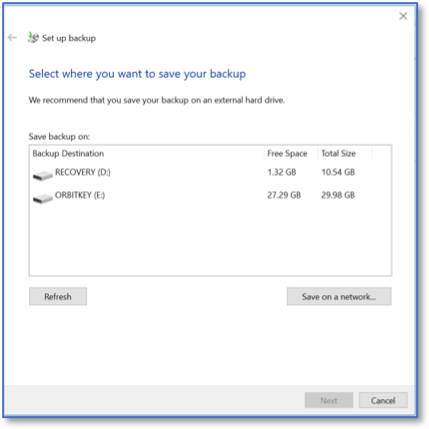 Set up backup
Select where you want to save your backup
We recommend that you save your backup on an external hard drive.
Save backup on:
Backup Destination Free Space Total Size
RECOVERY (D:) 1.32 GB 10.54 GB
ORBITKEY (E:) 27.29 GB 29.98 GB
Refresh Save on a network...
Next Cancel